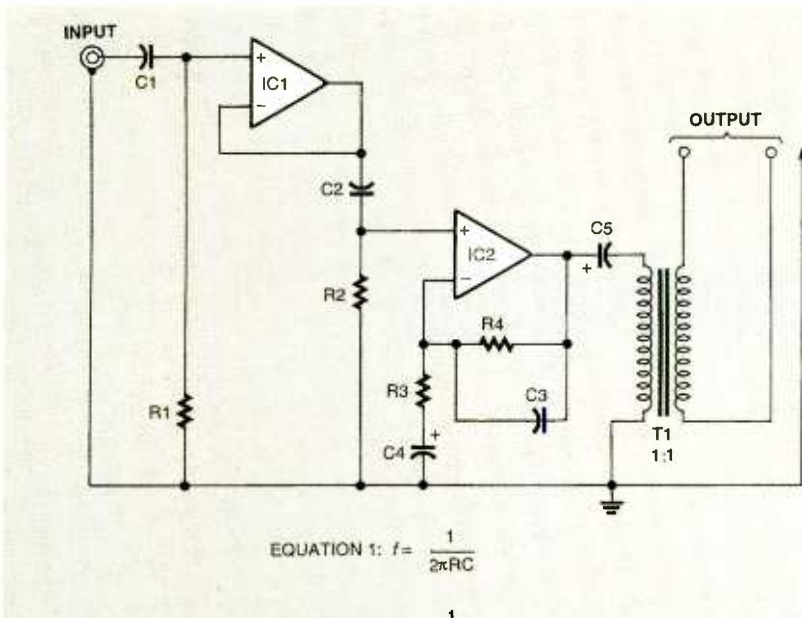 INPUT
C1
+
IC1
−
OUTPUT
C2
+
IC2
−
C5
+
R2
R4
R3
C3
R1
+
C4
T1
1:1
EQUATION 1: f = 1
2πRC
1